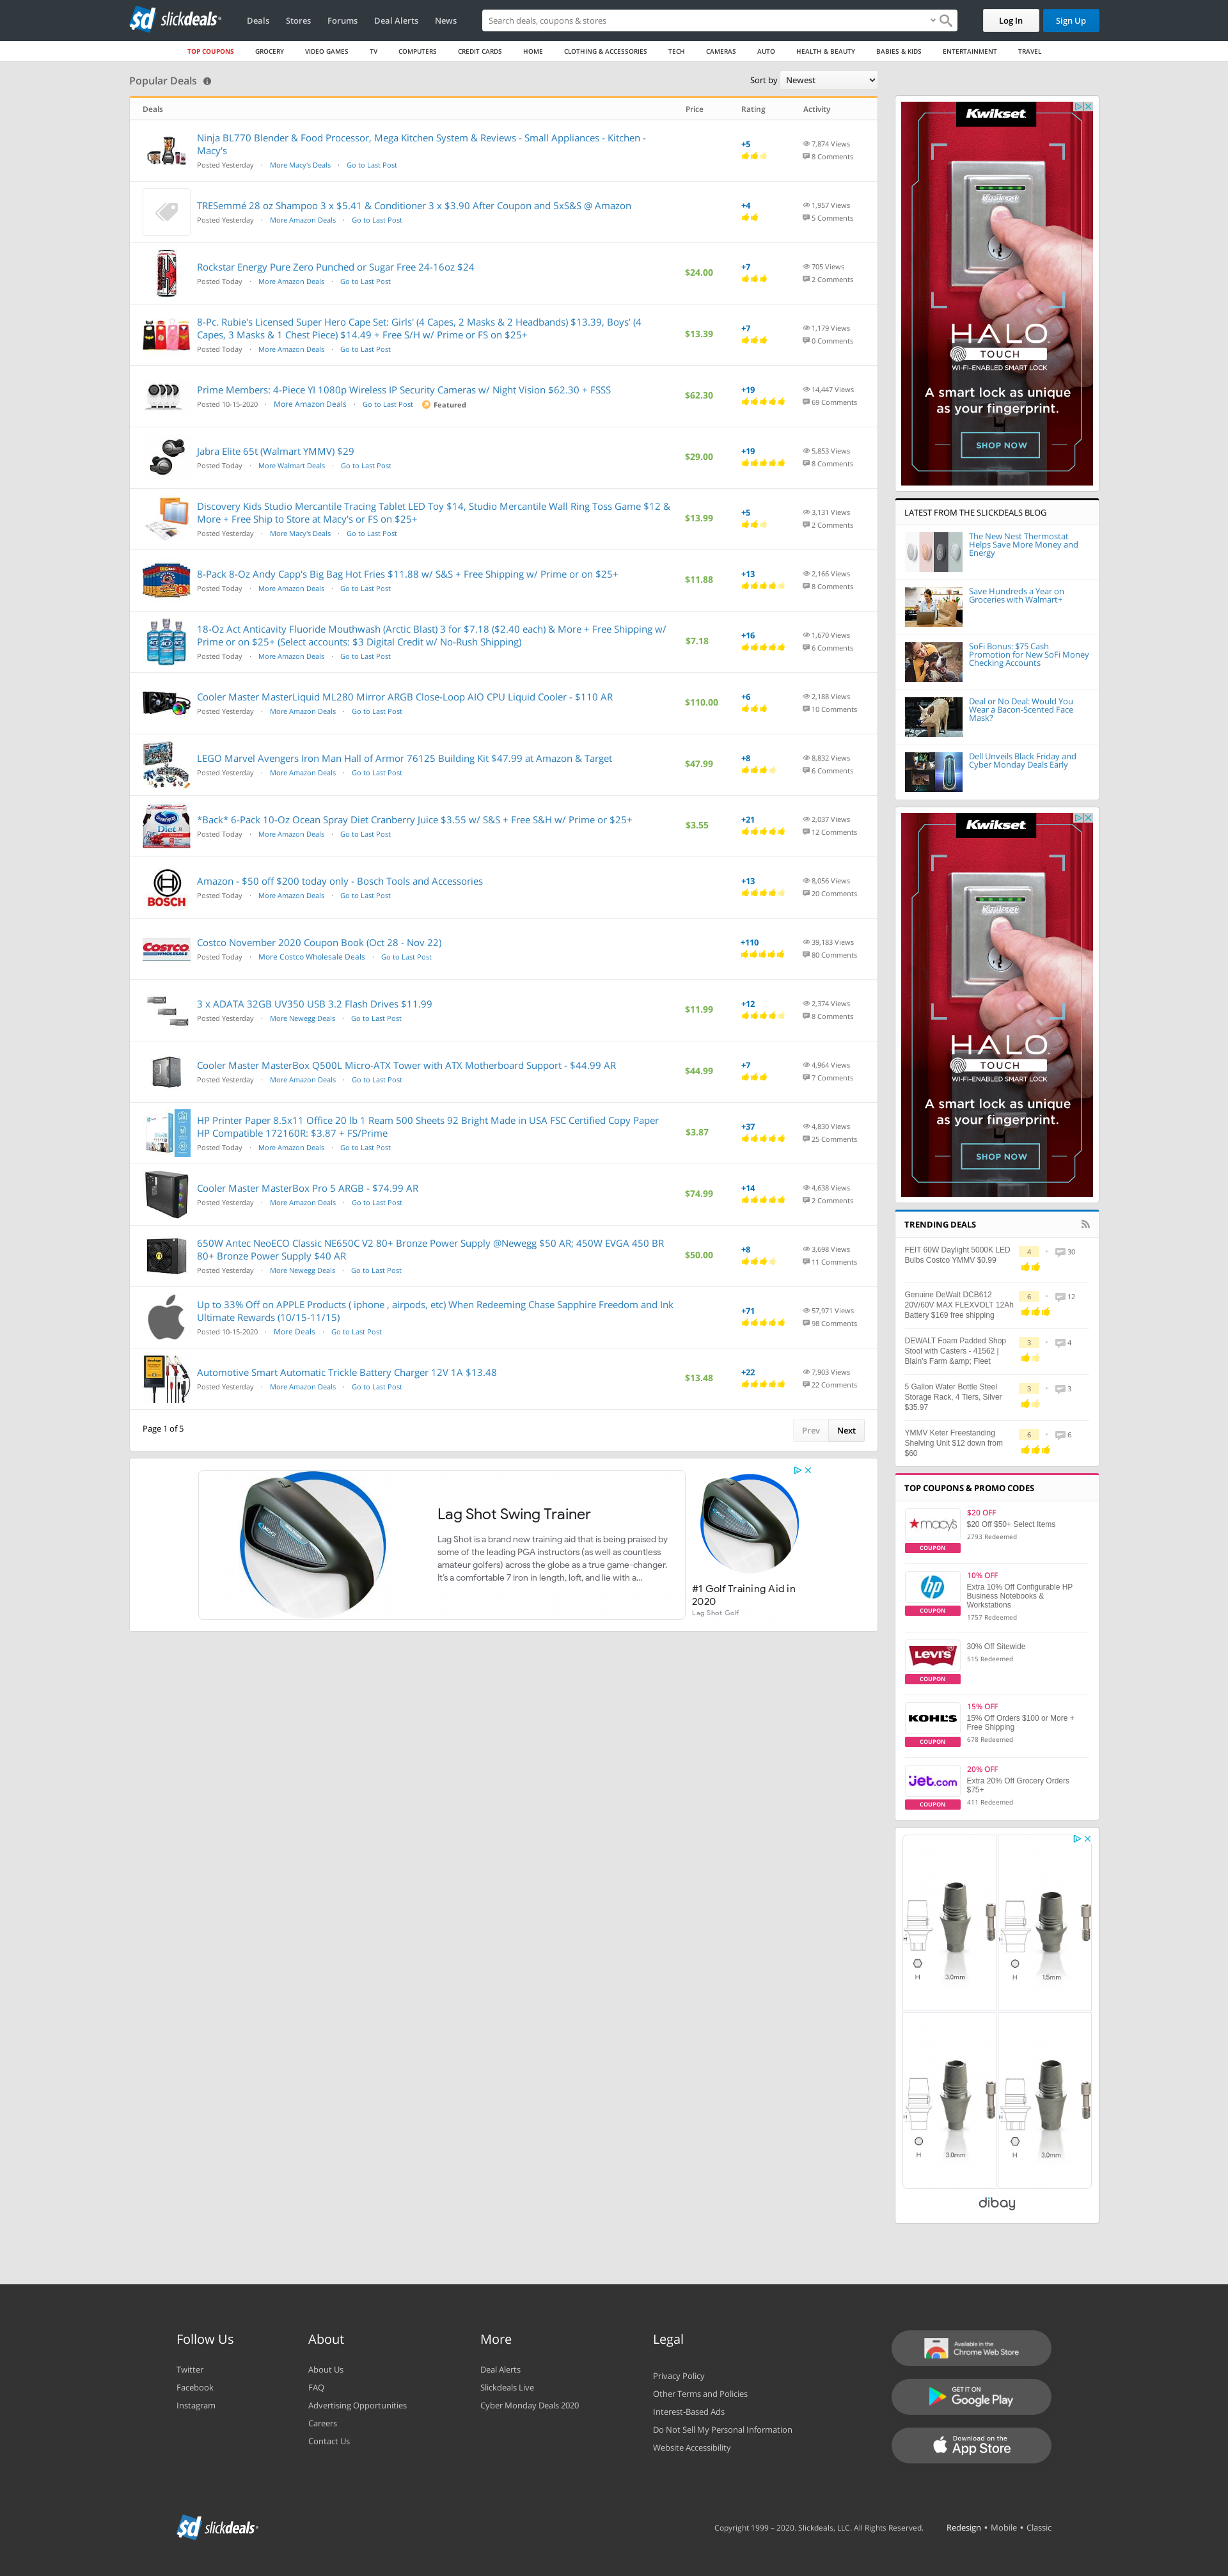 slickdeals
Deals
Stores
Forums
Deal Alerts
News
Search deals, coupons & stores
Log In
Sign Up
TOP COUPONS
GROCERY
VIDEO GAMES
TV
COMPUTERS
CREDIT CARDS
HOME
CLOTHING & ACCESSORIES
TECH
CAMERAS
AUTO
HEALTH & BEAUTY
BABIES & KIDS
ENTERTAINMENT
TRAVEL
Popular Deals
Sort by Newest
Deals Price Rating Activity
Ninja BL770 Blender & Food Processor, Mega Kitchen System & Reviews - Small Appliances - Kitchen -
Macy's
Posted Yesterday · More Macy's Deals · Go to Last Post
+5
7,874 Views
8 Comments
TRESemmé 28 oz Shampoo 3 x $5.41 & Conditioner 3 x $3.90 After Coupon and 5xS&S @ Amazon
Posted Yesterday · More Amazon Deals · Go to Last Post
+4
1,957 Views
5 Comments
Rockstar Energy Pure Zero Punched or Sugar Free 24-16oz $24
Posted Today · More Amazon Deals · Go to Last Post
$24.00
+7
705 Views
2 Comments
8-Pc. Rubie's Licensed Super Hero Cape Set: Girls' (4 Capes, 2 Masks & 2 Headbands) $13.39, Boys' (4
Capes, 3 Masks & 1 Chest Piece) $14.49 + Free S/H w/ Prime or FS on $25+
Posted Today · More Amazon Deals · Go to Last Post
$13.39
+7
1,179 Views
0 Comments
Prime Members: 4-Piece YI 1080p Wireless IP Security Cameras w/ Night Vision $62.30 + FSSS
Posted 10-15-2020 · More Amazon Deals · Go to Last Post Featured
$62.30
+19
14,447 Views
69 Comments
Jabra Elite 65t (Walmart YMMV) $29
Posted Today · More Walmart Deals · Go to Last Post
$29.00
+19
5,853 Views
8 Comments
Discovery Kids Studio Mercantile Tracing Tablet LED Toy $14, Studio Mercantile Wall Ring Toss Game $12 &
More + Free Ship to Store at Macy's or FS on $25+
Posted Yesterday · More Macy's Deals · Go to Last Post
$13.99
+5
3,131 Views
2 Comments
8-Pack 8-Oz Andy Capp's Big Bag Hot Fries $11.88 w/ S&S + Free Shipping w/ Prime or on $25+
Posted Today · More Amazon Deals · Go to Last Post
$11.88
+13
2,166 Views
8 Comments
18-Oz Act Anticavity Fluoride Mouthwash (Arctic Blast) 3 for $7.18 ($2.40 each) & More + Free Shipping w/
Prime or on $25+ (Select accounts: $3 Digital Credit w/ No-Rush Shipping)
Posted Today · More Amazon Deals · Go to Last Post
$7.18
+16
1,670 Views
6 Comments
Cooler Master MasterLiquid ML280 Mirror ARGB Close-Loop AIO CPU Liquid Cooler - $110 AR
Posted Yesterday · More Amazon Deals · Go to Last Post
$110.00
+6
2,188 Views
10 Comments
LEGO Marvel Avengers Iron Man Hall of Armor 76125 Building Kit $47.99 at Amazon & Target
Posted Yesterday · More Amazon Deals · Go to Last Post
$47.99
+8
8,832 Views
6 Comments
*Back* 6-Pack 10-Oz Ocean Spray Diet Cranberry Juice $3.55 w/ S&S + Free S&H w/ Prime or $25+
Posted Today · More Amazon Deals · Go to Last Post
$3.55
+21
2,037 Views
12 Comments
BOSCH
Amazon - $50 off $200 today only - Bosch Tools and Accessories
Posted Today · More Amazon Deals · Go to Last Post
+13
8,056 Views
20 Comments
Costco
WHOLESALE
Costco November 2020 Coupon Book (Oct 28 - Nov 22)
Posted Today · More Costco Wholesale Deals · Go to Last Post
+110
39,183 Views
80 Comments
3 x ADATA 32GB UV350 USB 3.2 Flash Drives $11.99
Posted Yesterday · More Newegg Deals · Go to Last Post
$11.99
+12
2,374 Views
8 Comments
Cooler Master MasterBox Q500L Micro-ATX Tower with ATX Motherboard Support - $44.99 AR
Posted Yesterday · More Amazon Deals · Go to Last Post
$44.99
+7
4,964 Views
7 Comments
HP Printer Paper 8.5x11 Office 20 lb 1 Ream 500 Sheets 92 Bright Made in USA FSC Certified Copy Paper
HP Compatible 172160R: $3.87 + FS/Prime
Posted Today · More Amazon Deals · Go to Last Post
$3.87
+37
4,830 Views
25 Comments
Cooler Master MasterBox Pro 5 ARGB - $74.99 AR
Posted Yesterday · More Amazon Deals · Go to Last Post
$74.99
+14
4,638 Views
2 Comments
650W Antec NeoECO Classic NE650C V2 80+ Bronze Power Supply @Newegg $50 AR; 450W EVGA 450 BR
80+ Bronze Power Supply $40 AR
Posted Yesterday · More Newegg Deals · Go to Last Post
$50.00
+8
3,698 Views
11 Comments
Up to 33% Off on APPLE Products ( iphone , airpods, etc) When Redeeming Chase Sapphire Freedom and Ink
Ultimate Rewards (10/15-11/15)
Posted 10-15-2020 · More Deals · Go to Last Post
+71
57,971 Views
98 Comments
Automotive Smart Automatic Trickle Battery Charger 12V 1A $13.48
Posted Yesterday · More Amazon Deals · Go to Last Post
$13.48
+22
7,903 Views
22 Comments
Page 1 of 5
Prev Next
Lag Shot Swing Trainer
Lag Shot is a brand new training aid that is being praised by
some of the leading PGA instructors (as well as countless
amateur golfers) across the globe as a true game-changer.
It's a comfortable 7 iron in length, loft, and lie with a...
#1 Golf Training Aid in
2020
Lag Shot Golf
Kwikset
Kwikset
HALO
TOUCH
WI-FI-ENABLED SMART LOCK
A smart lock as unique
as your fingerprint.
SHOP NOW
LATEST FROM THE SLICKDEALS BLOG
The New Nest Thermostat
Helps Save More Money and
Energy
Save Hundreds a Year on
Groceries with Walmart+
SoFi Bonus: $75 Cash
Promotion for New SoFi Money
Checking Accounts
Deal or No Deal: Would You
Wear a Bacon-Scented Face
Mask?
Dell Unveils Black Friday and
Cyber Monday Deals Early
Kwikset
Kwikset
HALO
TOUCH
WI-FI-ENABLED SMART LOCK
A smart lock as unique
as your fingerprint.
SHOP NOW
TRENDING DEALS
FEIT 60W Daylight 5000K LED
Bulbs Costco YMMV $0.99
4 · 30
Genuine DeWalt DCB612
20V/60V MAX FLEXVOLT 12Ah
Battery $169 free shipping
6 · 12
DEWALT Foam Padded Shop
Stool with Casters - 41562 |
Blain's Farm &amp; Fleet
3 · 4
5 Gallon Water Bottle Steel
Storage Rack, 4 Tiers, Silver
$35.97
3 · 3
YMMV Keter Freestanding
Shelving Unit $12 down from
$60
6 · 6
TOP COUPONS & PROMO CODES
macy's
COUPON
$20 OFF
$20 Off $50+ Select Items
2793 Redeemed
hp
COUPON
10% OFF
Extra 10% Off Configurable HP
Business Notebooks &
Workstations
1757 Redeemed
LEVI'S
COUPON
30% Off Sitewide
515 Redeemed
KOHL'S
COUPON
15% OFF
15% Off Orders $100 or More +
Free Shipping
678 Redeemed
jet.com
COUPON
20% OFF
Extra 20% Off Grocery Orders
$75+
411 Redeemed
H 3.0mm
H 1.5mm
H 3.0mm
H 3.0mm
dibay
Follow Us
Twitter
Facebook
Instagram
About
About Us
FAQ
Advertising Opportunities
Careers
Contact Us
More
Deal Alerts
Slickdeals Live
Cyber Monday Deals 2020
Legal
Privacy Policy
Other Terms and Policies
Interest-Based Ads
Do Not Sell My Personal Information
Website Accessibility
Available in the
Chrome Web Store
GET IT ON
Google Play
Download on the
App Store
slickdeals
Copyright 1999 – 2020. Slickdeals, LLC. All Rights Reserved.
Redesign • Mobile • Classic